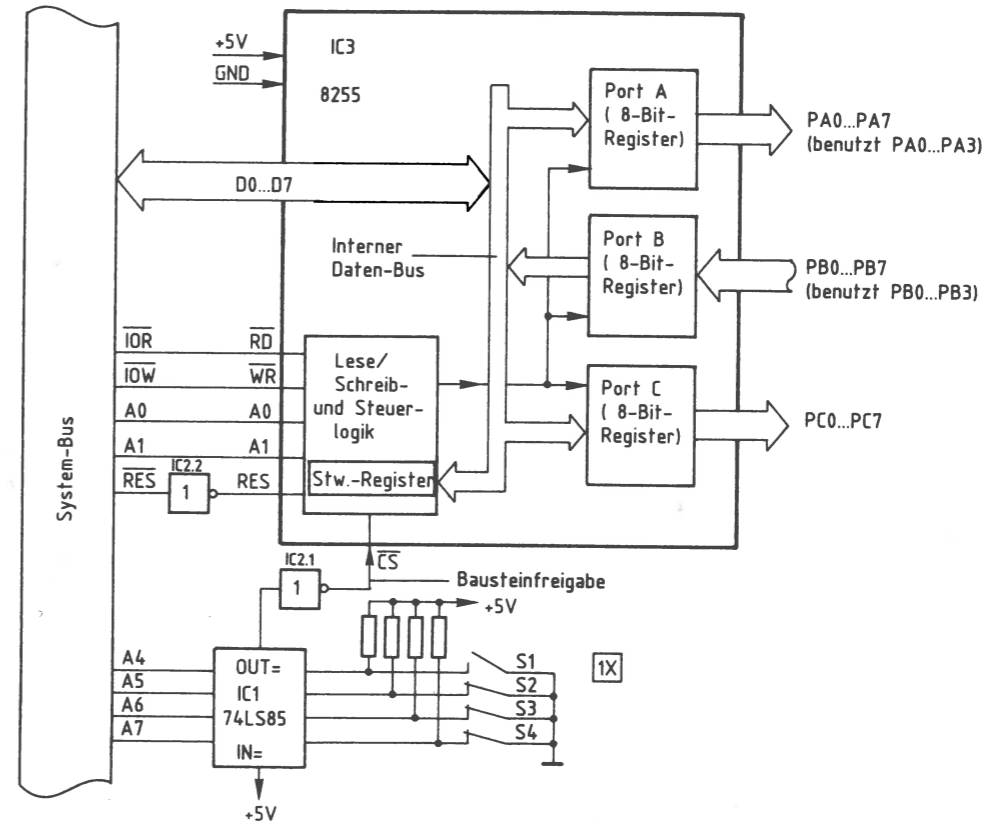 +5V
GND
IC3
8255
Port A
( 8-Bit-
Register)
PA0...PA7
(benutzt PA0...PA3)
D0...D7
Interner
Daten-Bus
Port B
( 8-Bit-
Register)
PB0...PB7
(benutzt PB0...PB3)
System-Bus
IOR
RD
IOW
WR
A0
A0
A1
A1
RES
IC2.2
1
RES
Lese/
Schreib-
und Steuer-
logik
Stw.-Register
Port C
( 8-Bit-
Register)
PC0...PC7
IC2.1
1
CS
Bausteinfreigabe
+5V
A4
A5
A6
A7
OUT=
IC1
74LS85
IN=
+5V
S1
S2
S3
S4
1X